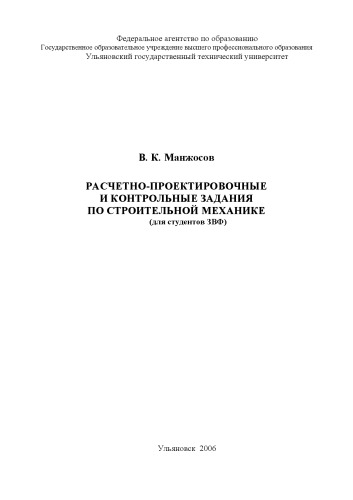 Федеральное агентство по образованию
Государственное образовательное учреждение высшего профессионального образования
Ульяновский государственный технический университет
В. К. Манжосов
РАСЧЕТНО-ПРОЕКТИРОВОЧНЫЕ
И КОНТРОЛЬНЫЕ ЗАДАНИЯ
ПО СТРОИТЕЛЬНОЙ МЕХАНИКЕ
(для студентов ЗВФ)
Ульяновск 2006